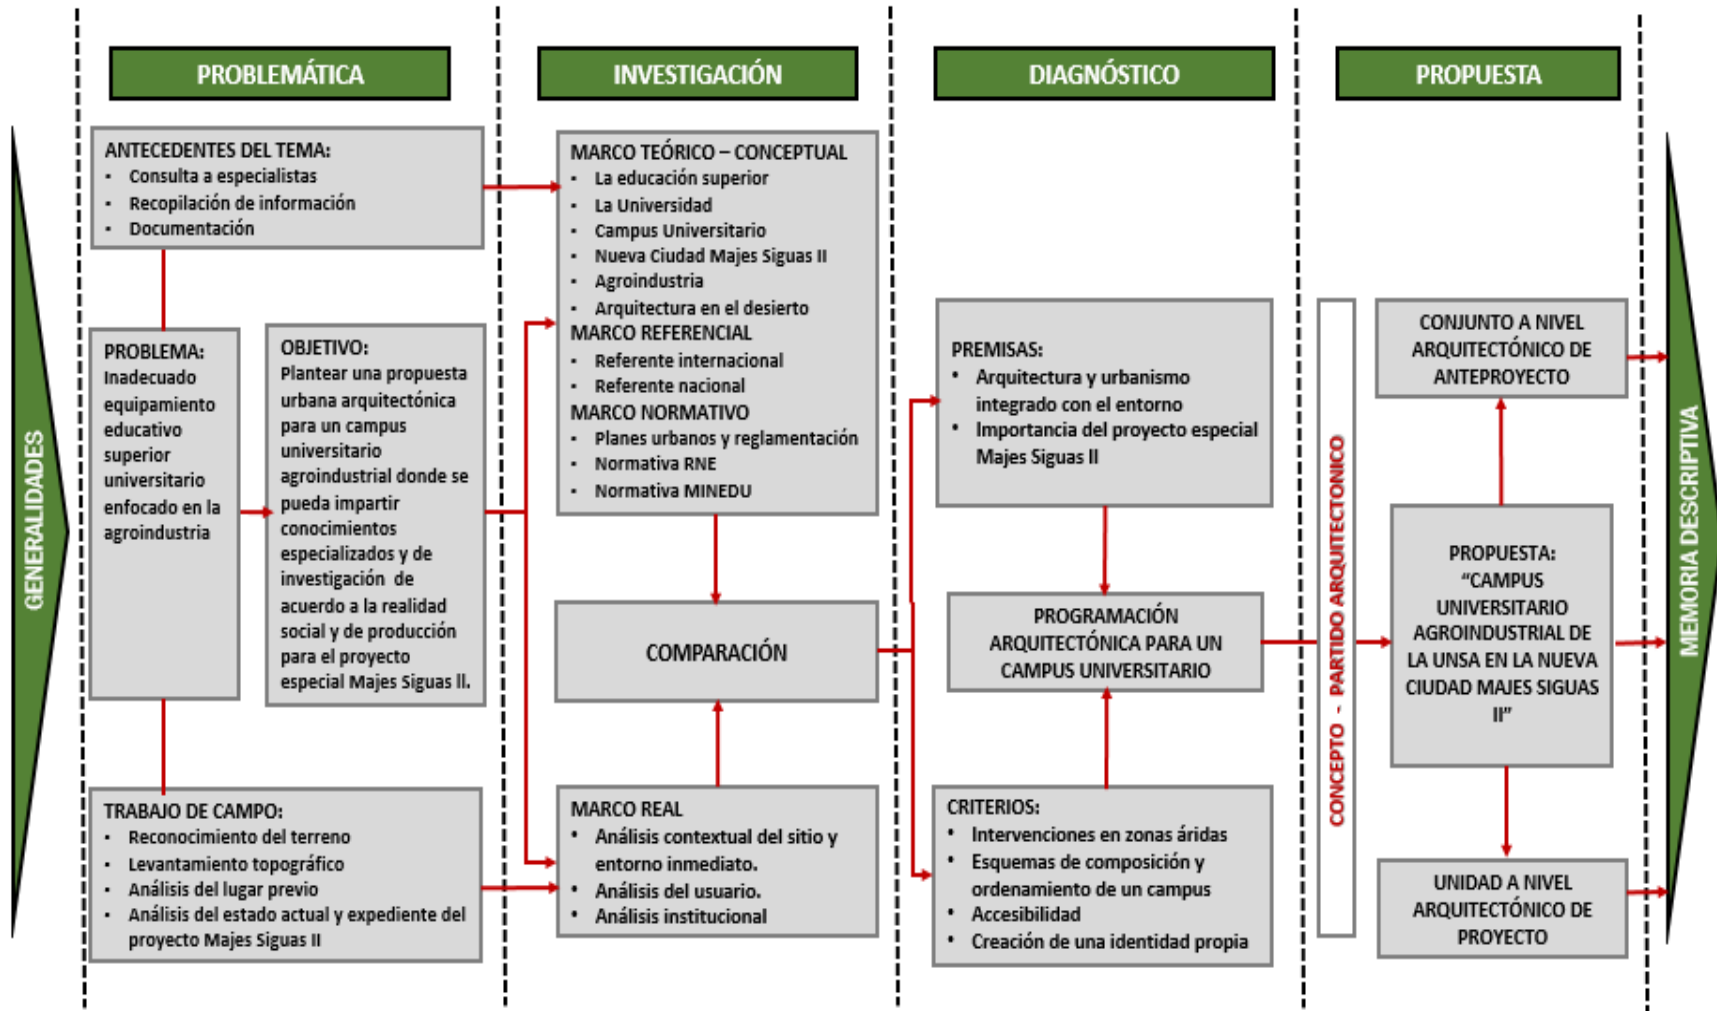 GENERALIDADES
PROBLEMÁTICA
ANTECEDENTES DEL TEMA:
▪ Consulta a especialistas
▪ Recopilación de información
▪ Documentación
PROBLEMA:
Inadecuado
equipamiento
educativo
superior
universitario
enfocado en la
agroindustria
OBJETIVO:
Plantear una propuesta
urbana arquitectónica
para un campus
universitario
agroindustrial donde se
pueda impartir
conocimientos
especializados y de
investigación de
acuerdo a la realidad
social y de producción
para el proyecto
especial Majes Siguas II.
TRABAJO DE CAMPO:
▪ Reconocimiento del terreno
▪ Levantamiento topográfico
▪ Análisis del lugar previo
▪ Análisis del estado actual y expediente del
proyecto Majes Siguas II
INVESTIGACIÓN
MARCO TEÓRICO – CONCEPTUAL
▪ La educación superior
▪ La Universidad
▪ Campus Universitario
▪ Nueva Ciudad Majes Siguas II
▪ Agroindustria
▪ Arquitectura en el desierto
MARCO REFERENCIAL
▪ Referente internacional
▪ Referente nacional
MARCO NORMATIVO
▪ Planes urbanos y reglamentación
▪ Normativa RNE
▪ Normativa MINEDU
COMPARACIÓN
MARCO REAL
• Análisis contextual del sitio y
entorno inmediato.
• Análisis del usuario.
• Análisis institucional
DIAGNÓSTICO
PREMISAS:
• Arquitectura y urbanismo
integrado con el entorno
• Importancia del proyecto especial
Majes Siguas II
PROGRAMACIÓN
ARQUITECTÓNICA PARA UN
CAMPUS UNIVERSITARIO
CRITERIOS:
• Intervenciones en zonas áridas
• Esquemas de composición y
ordenamiento de un campus
• Accesibilidad
• Creación de una identidad propia
PROPUESTA
CONCEPTO - PARTIDO ARQUITECTONICO
CONJUNTO A NIVEL
ARQUITECTÓNICO DE
ANTEPROYECTO
PROPUESTA:
“CAMPUS
UNIVERSITARIO
AGROINDUSTRIAL DE
LA UNSA EN LA NUEVA
CIUDAD MAJES SIGUAS
II”
UNIDAD A NIVEL
ARQUITECTÓNICO DE
PROYECTO
MEMORIA DESCRIPTIVA